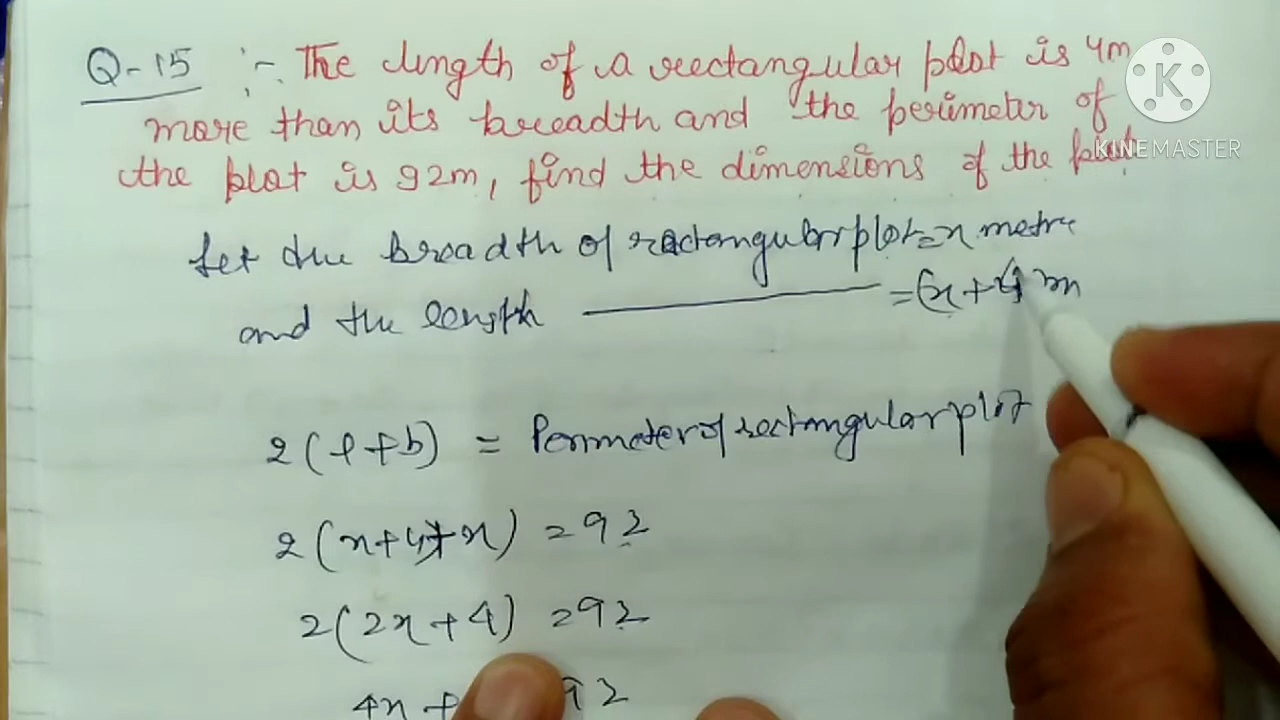 Q-15 :- The length of a rectangular plot is 4m
more than its breadth and the perimeter of
the plot is 92m, find the dimensions of the plot
Let the breadth of rectangular plot = x metre
and the length = (x+4) m
2(l+b) = Perimeter of rectangular plot
2(x+4+x) = 92
2(2x+4) = 92
4x + 92
K
KINEMASTER